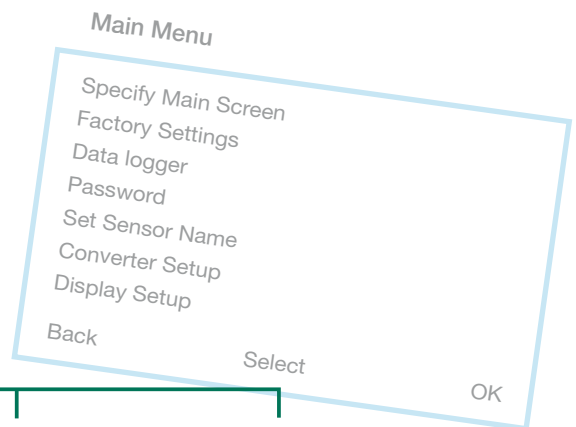 Main Menu
Specify Main Screen
Factory Settings
Data logger
Password
Set Sensor Name
Converter Setup
Display Setup
Back Select OK